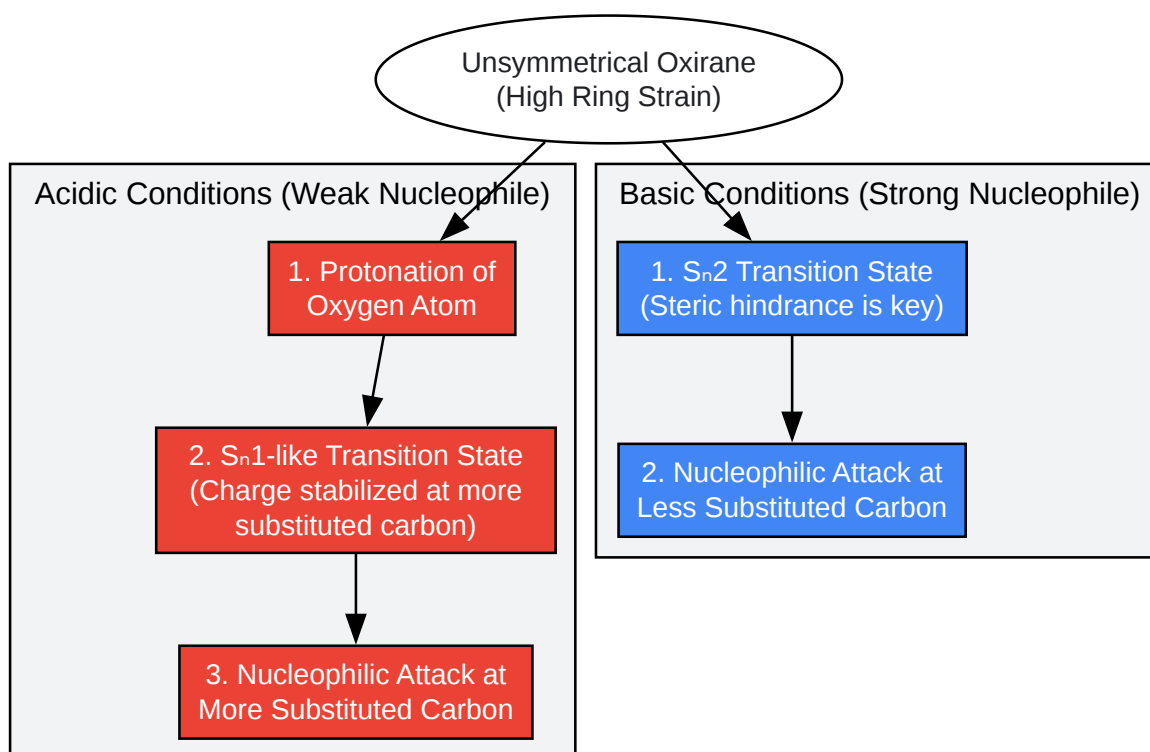 Unsymmetrical Oxirane
(High Ring Strain)
Acidic Conditions (Weak Nucleophile)
1. Protonation of
Oxygen Atom
2. Sₙ1-like Transition State
(Charge stabilized at more
substituted carbon)
3. Nucleophilic Attack at
More Substituted Carbon
Basic Conditions (Strong Nucleophile)
1. Sₙ2 Transition State
(Steric hindrance is key)
2. Nucleophilic Attack at
Less Substituted Carbon